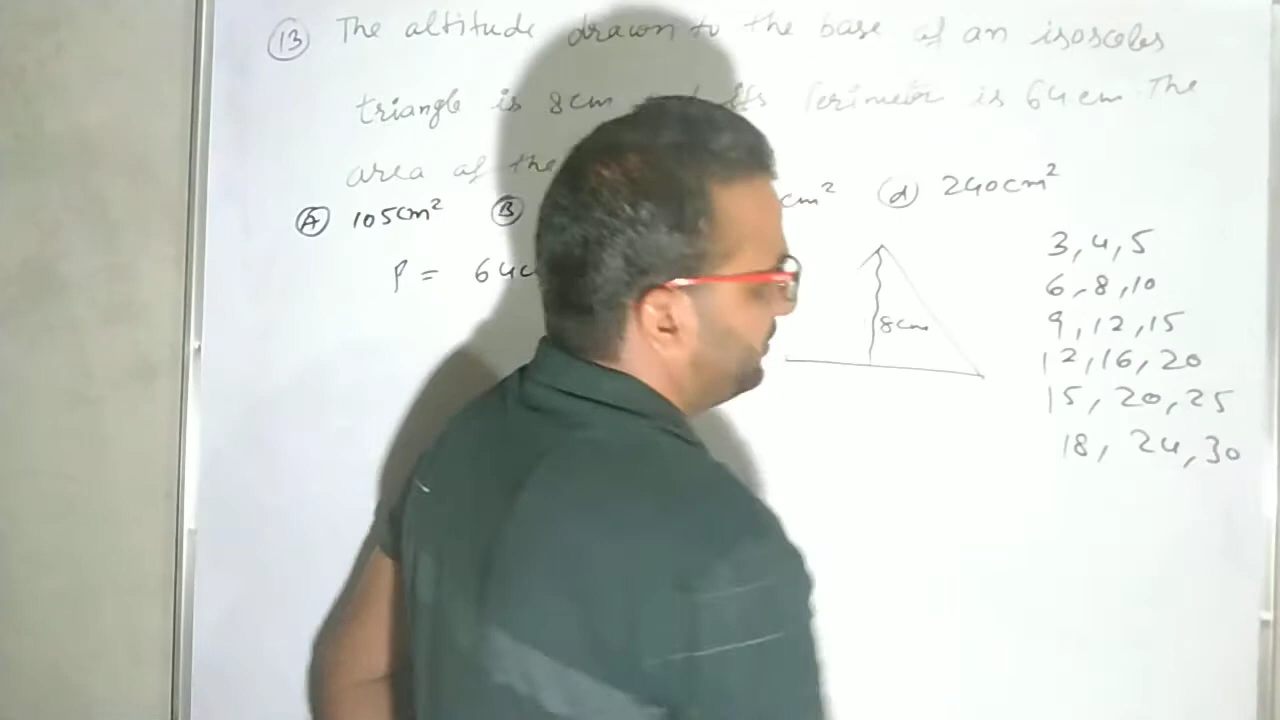 13 The altitude drawn to the base of an isosceles
triangle is 8cm its Perimeter is 64cm. The
area of the
A 105cm² B cm² d 240cm²
P = 64c
8cm
3, 4, 5
6, 8, 10
9, 12, 15
12, 16, 20
15, 20, 25
18, 24, 30